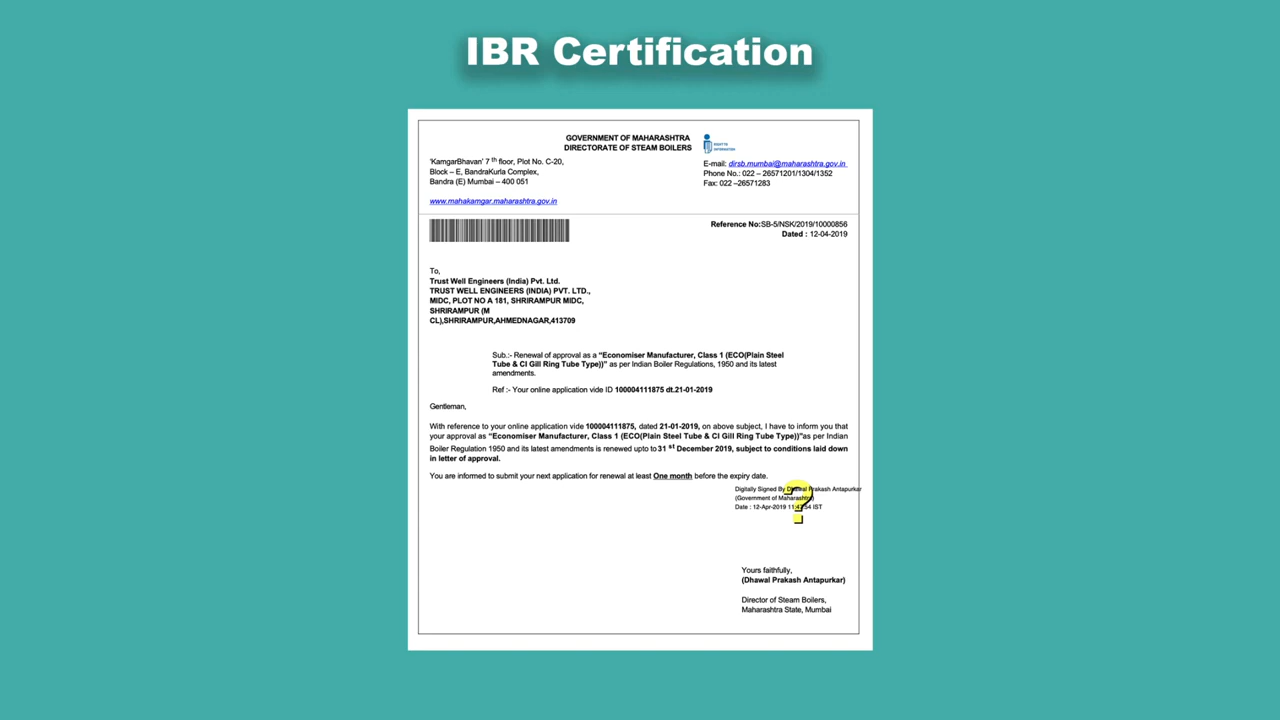 IBR Certification
GOVERNMENT OF MAHARASHTRA
DIRECTORATE OF STEAM BOILERS
RIGHT TO
INFORMATION
'KamgarBhavan' 7 th floor, Plot No. C-20,
Block – E, BandraKurla Complex,
Bandra (E) Mumbai – 400 051
www.mahakamgar.maharashtra.gov.in
E-mail: dirsb.mumbai@maharashtra.gov.in
Phone No.: 022 – 26571201/1304/1352
Fax: 022 –26571283
Reference No:SB-5/NSK/2019/10000856
Dated : 12-04-2019
To,
Trust Well Engineers (India) Pvt. Ltd.
TRUST WELL ENGINEERS (INDIA) PVT. LTD.,
MIDC, PLOT NO A 181, SHRIRAMPUR MIDC,
SHRIRAMPUR (M
CL),SHRIRAMPUR,AHMEDNAGAR,413709
Sub.:- Renewal of approval as a "Economiser Manufacturer, Class 1 (ECO(Plain Steel
Tube & CI Gill Ring Tube Type))" as per Indian Boiler Regulations, 1950 and its latest
amendments.
Ref :- Your online application vide ID 100004111875 dt.21-01-2019
Gentleman,
With reference to your online application vide 100004111875, dated 21-01-2019, on above subject, I have to inform you that
your approval as "Economiser Manufacturer, Class 1 (ECO(Plain Steel Tube & CI Gill Ring Tube Type))"as per Indian
Boiler Regulation 1950 and its latest amendments is renewed upto 31 st December 2019, subject to conditions laid down
in letter of approval.
You are informed to submit your next application for renewal at least One month before the expiry date.
Digitally Signed By Dhawal Prakash Antapurkar
(Government of Maharashtra)
Date : 12-Apr-2019 11:47:54 IST
?
Yours faithfully,
(Dhawal Prakash Antapurkar)
Director of Steam Boilers,
Maharashtra State, Mumbai